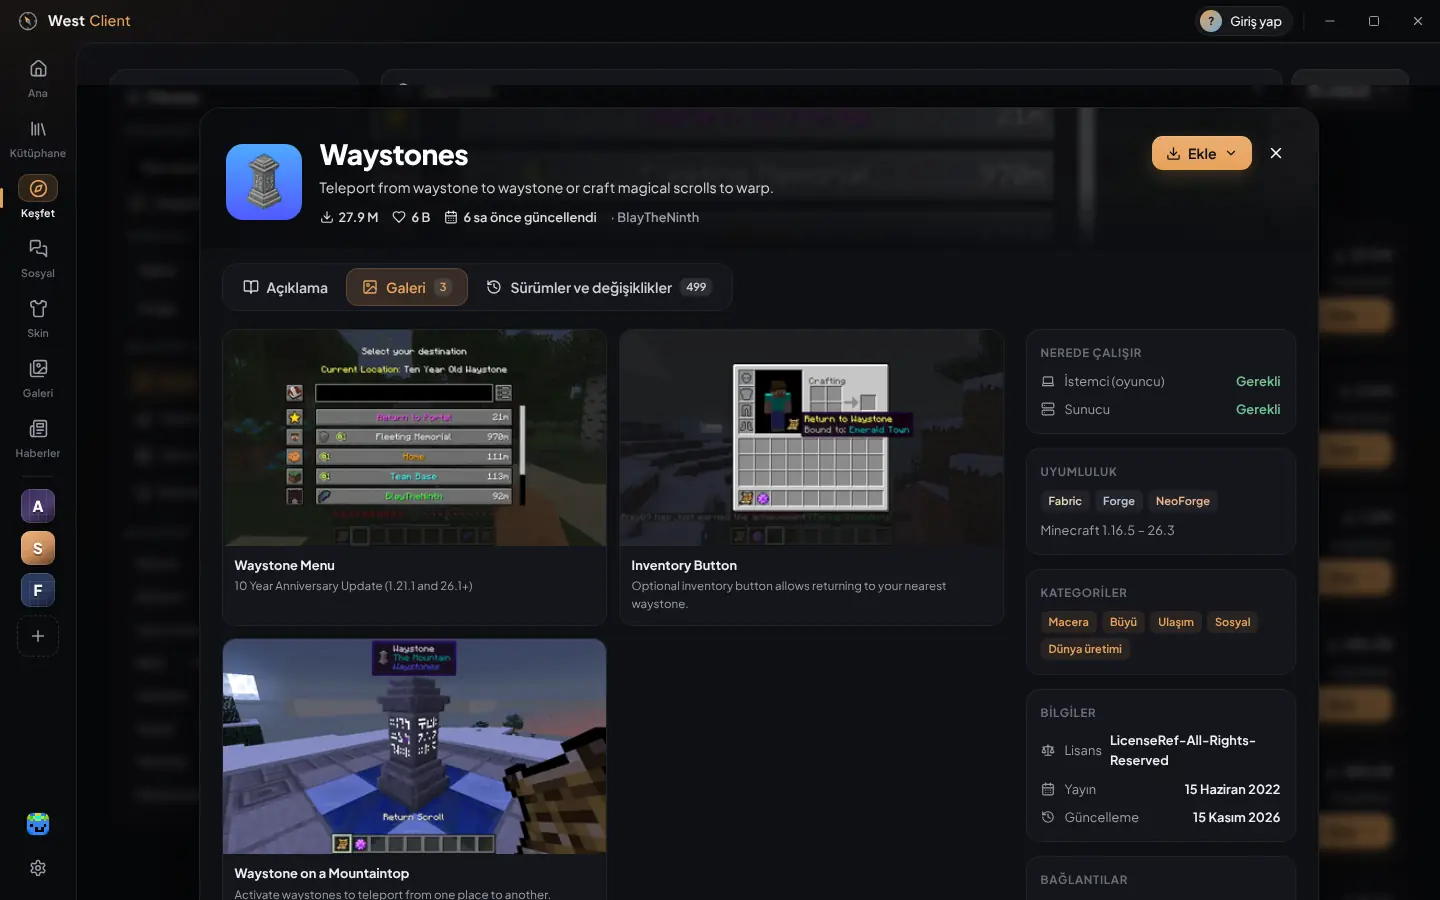 West Client
? Giriş yap
Ana
Kütüphane
Keşfet
Sosyal
Skin
Galeri
Haberler
A
S
F
Waystones
Teleport from waystone to waystone or craft magical scrolls to warp.
27.9 M 6 B 6 sa önce güncellendi · BlayTheNinth
Ekle
Açıklama
Galeri 3
Sürümler ve değişiklikler 499
Select your destination
Current Location: Ten Year Old Waystone
Return to Portal 21m
Fleeting Memorial 970m
Home 111m
Team Base 113m
BlayTheNinth 92m
Waystone Menu
10 Year Anniversary Update (1.21.1 and 26.1+)
Crafting
Return to Waystone
Bound to: Emerald Town
Inventory Button
Optional inventory button allows returning to your nearest
waystone.
Waystone
The Mountain
Waystones
Return Scroll
Waystone on a Mountaintop
Activate waystones to teleport from one place to another.
NEREDE ÇALIŞIR
İstemci (oyuncu) Gerekli
Sunucu Gerekli
UYUMLULUK
Fabric Forge NeoForge
Minecraft 1.16.5 – 26.3
KATEGORİLER
Macera Büyü Ulaşım Sosyal
Dünya üretimi
BİLGİLER
Lisans LicenseRef-All-Rights-
Reserved
Yayın 15 Haziran 2022
Güncelleme 15 Kasım 2026
BAĞLANTILAR